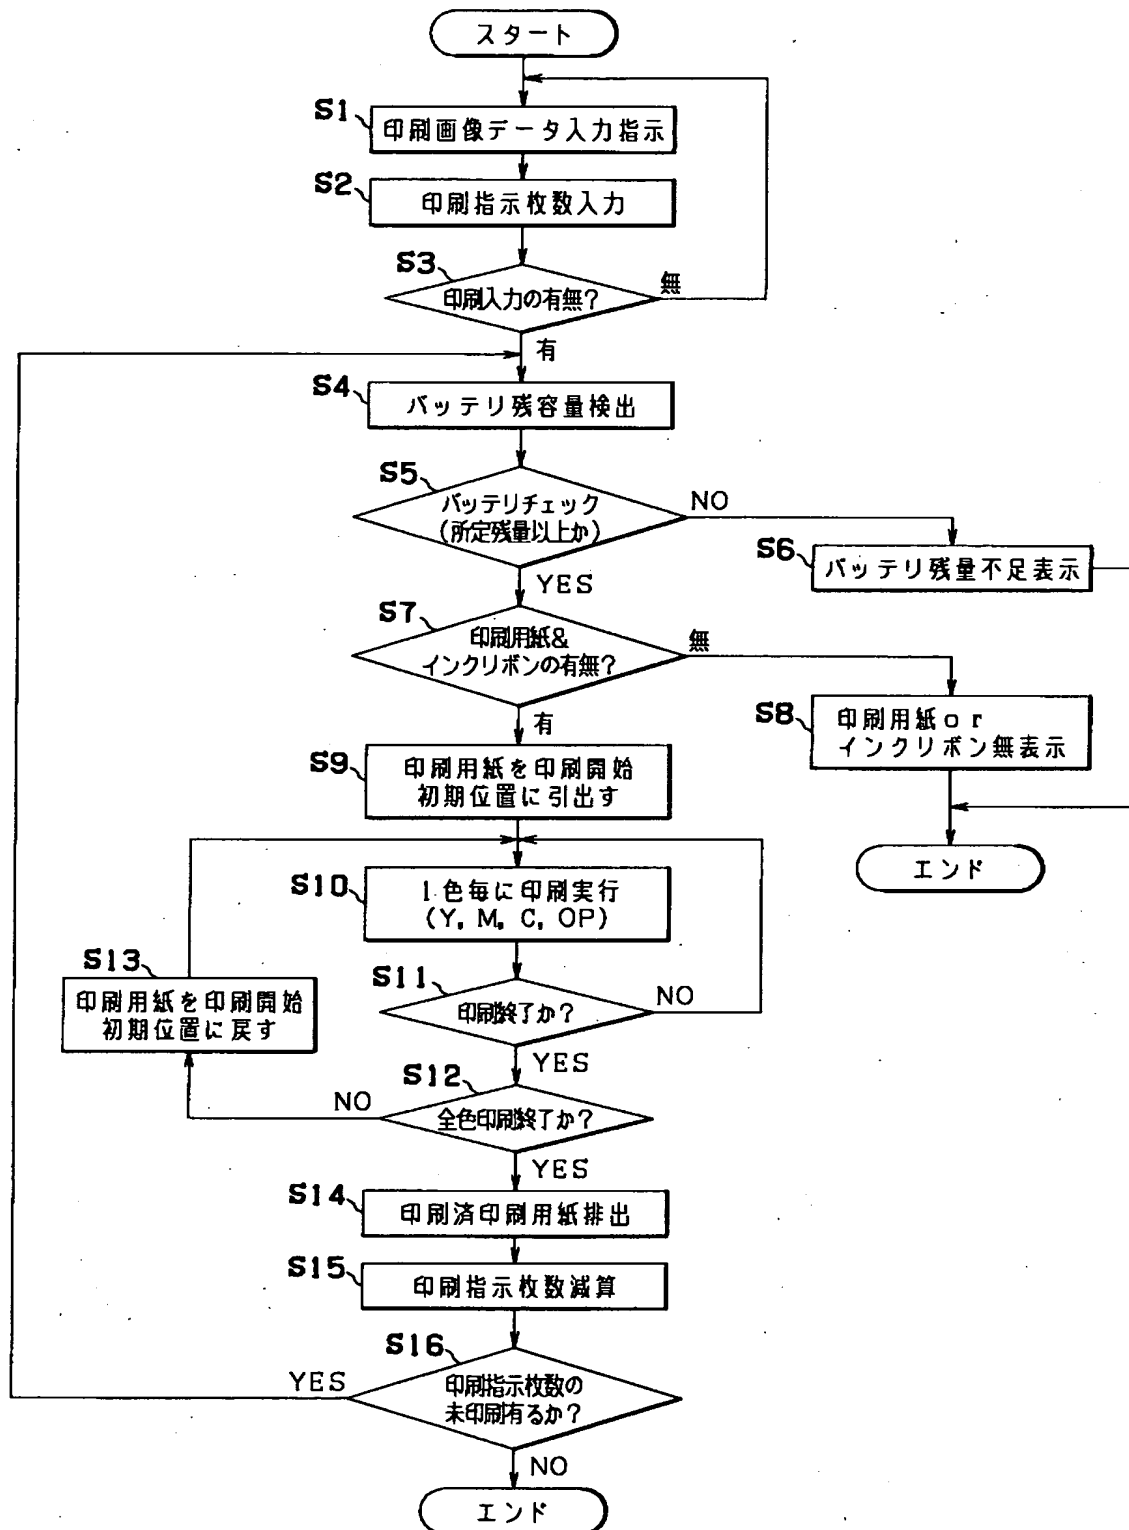 スタート
S1
印刷画像データ入力指示
S2
印刷指示枚数入力
S3
印刷入力の有無?
無
有
S4
バッテリ残容量検出
S5
バッテリチェック
(所定残量以上か)
NO
YES
S6
バッテリ残量不足表示
S7
印刷用紙&
インクリボンの有無?
無
有
S8
印刷用紙or
インクリボン無表示
エンド
S9
印刷用紙を印刷開始
初期位置に引出す
S10
1色毎に印刷実行
(Y, M, C, OP)
S11
印刷終了か?
NO
YES
S12
全色印刷終了か?
NO
YES
S13
印刷用紙を印刷開始
初期位置に戻す
S14
印刷済印刷用紙排出
S15
印刷指示枚数減算
S16
印刷指示枚数の
未印刷有るか?
YES
NO
エンド